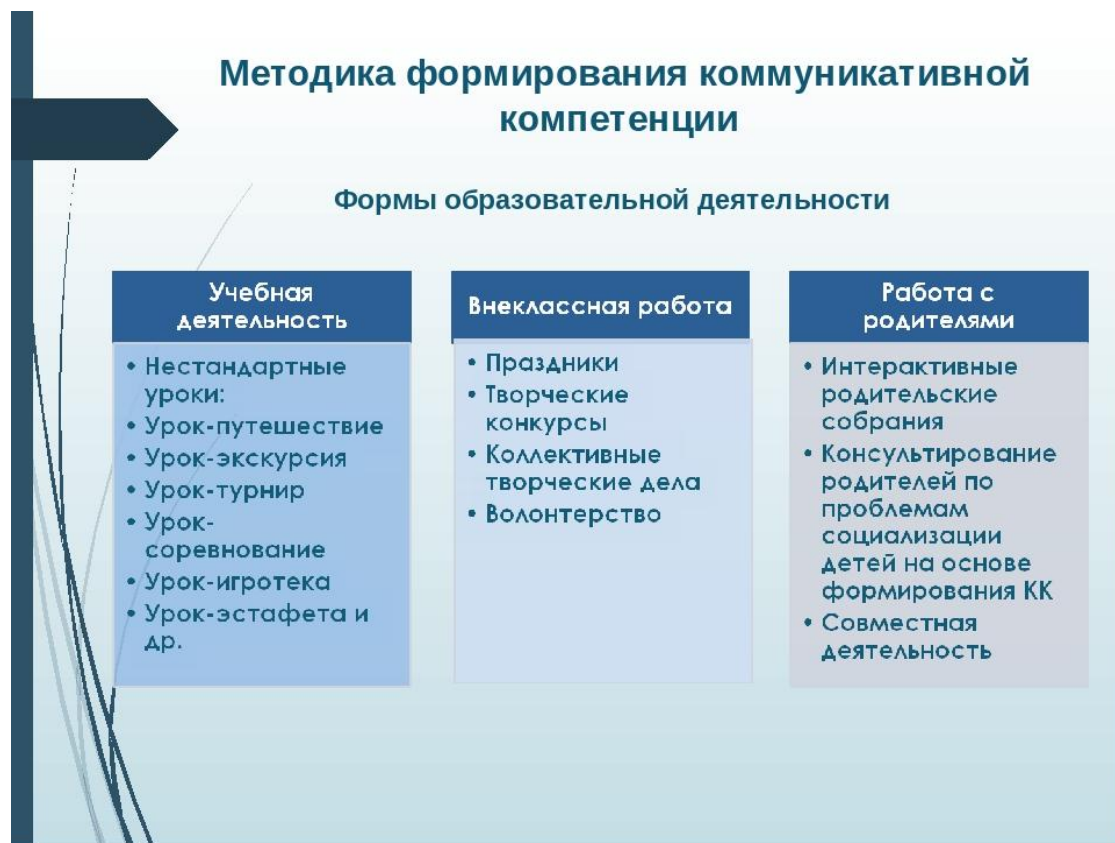 Методика формирования коммуникативной
компетенции
Формы образовательной деятельности
Учебная
деятельность
• Нестандартные
уроки:
• Урок-путешествие
• Урок-экскурсия
• Урок-турнир
• Урок-
соревнование
• Урок-игротека
• Урок-эстафета и
др.
Внеклассная работа
• Праздники
• Творческие
конкурсы
• Коллективные
творческие дела
• Волонтерство
Работа с
родителями
• Интерактивные
родительские
собрания
• Консультирование
родителей по
проблемам
социализации
детей на основе
формирования КК
• Совместная
деятельность